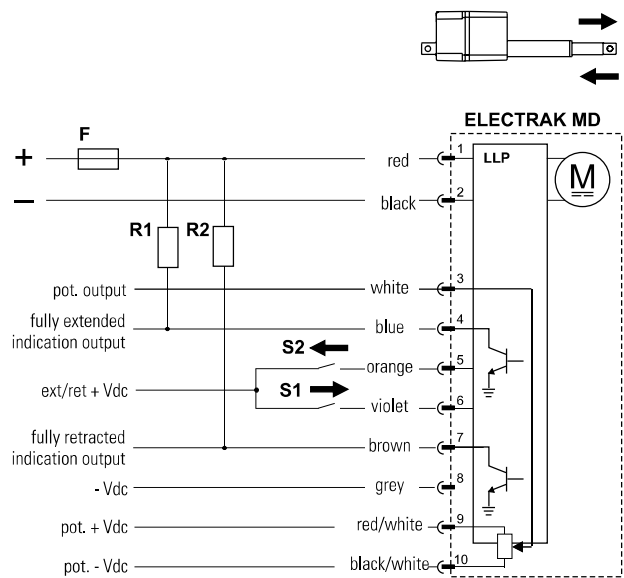 ELECTRAK MD
F
+
red
1
LLP
M
–
black
2
R1
R2
pot. output
white
3
fully extended
indication output
blue
4
S2
orange
5
ext/ret + Vdc
S1
violet
6
fully retracted
indication output
brown
7
- Vdc
grey
8
pot. + Vdc
red/white
9
pot. - Vdc
black/white
10